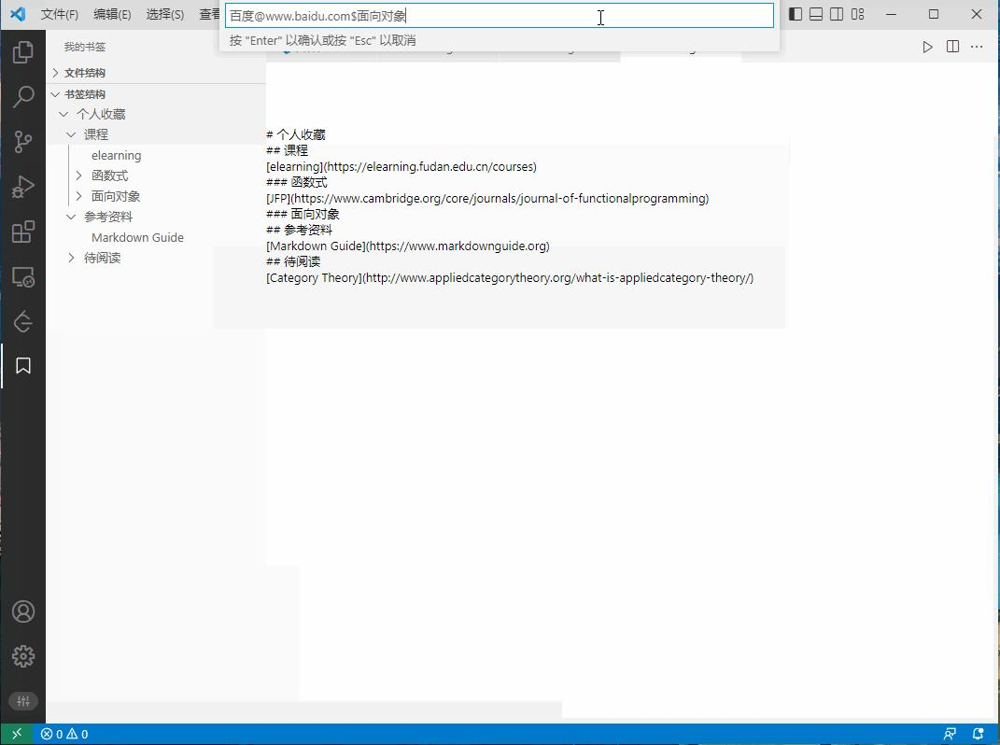 文件(F) 编辑(E) 选择(S) 查看
百度@www.baidu.com$面向对象
按 "Enter" 以确认或按 "Esc" 以取消
我的书签
文件结构
书签结构
个人收藏
课程
elearning
函数式
面向对象
参考资料
Markdown Guide
待阅读
# 个人收藏
## 课程
[elearning](https://elearning.fudan.edu.cn/courses)
### 函数式
[JFP](https://www.cambridge.org/core/journals/journal-of-functionalprogramming)
### 面向对象
## 参考资料
[Markdown Guide](https://www.markdownguide.org)
## 待阅读
[Category Theory](http://www.appliedcategorytheory.org/what-is-appliedcategory-theory/)
0 0